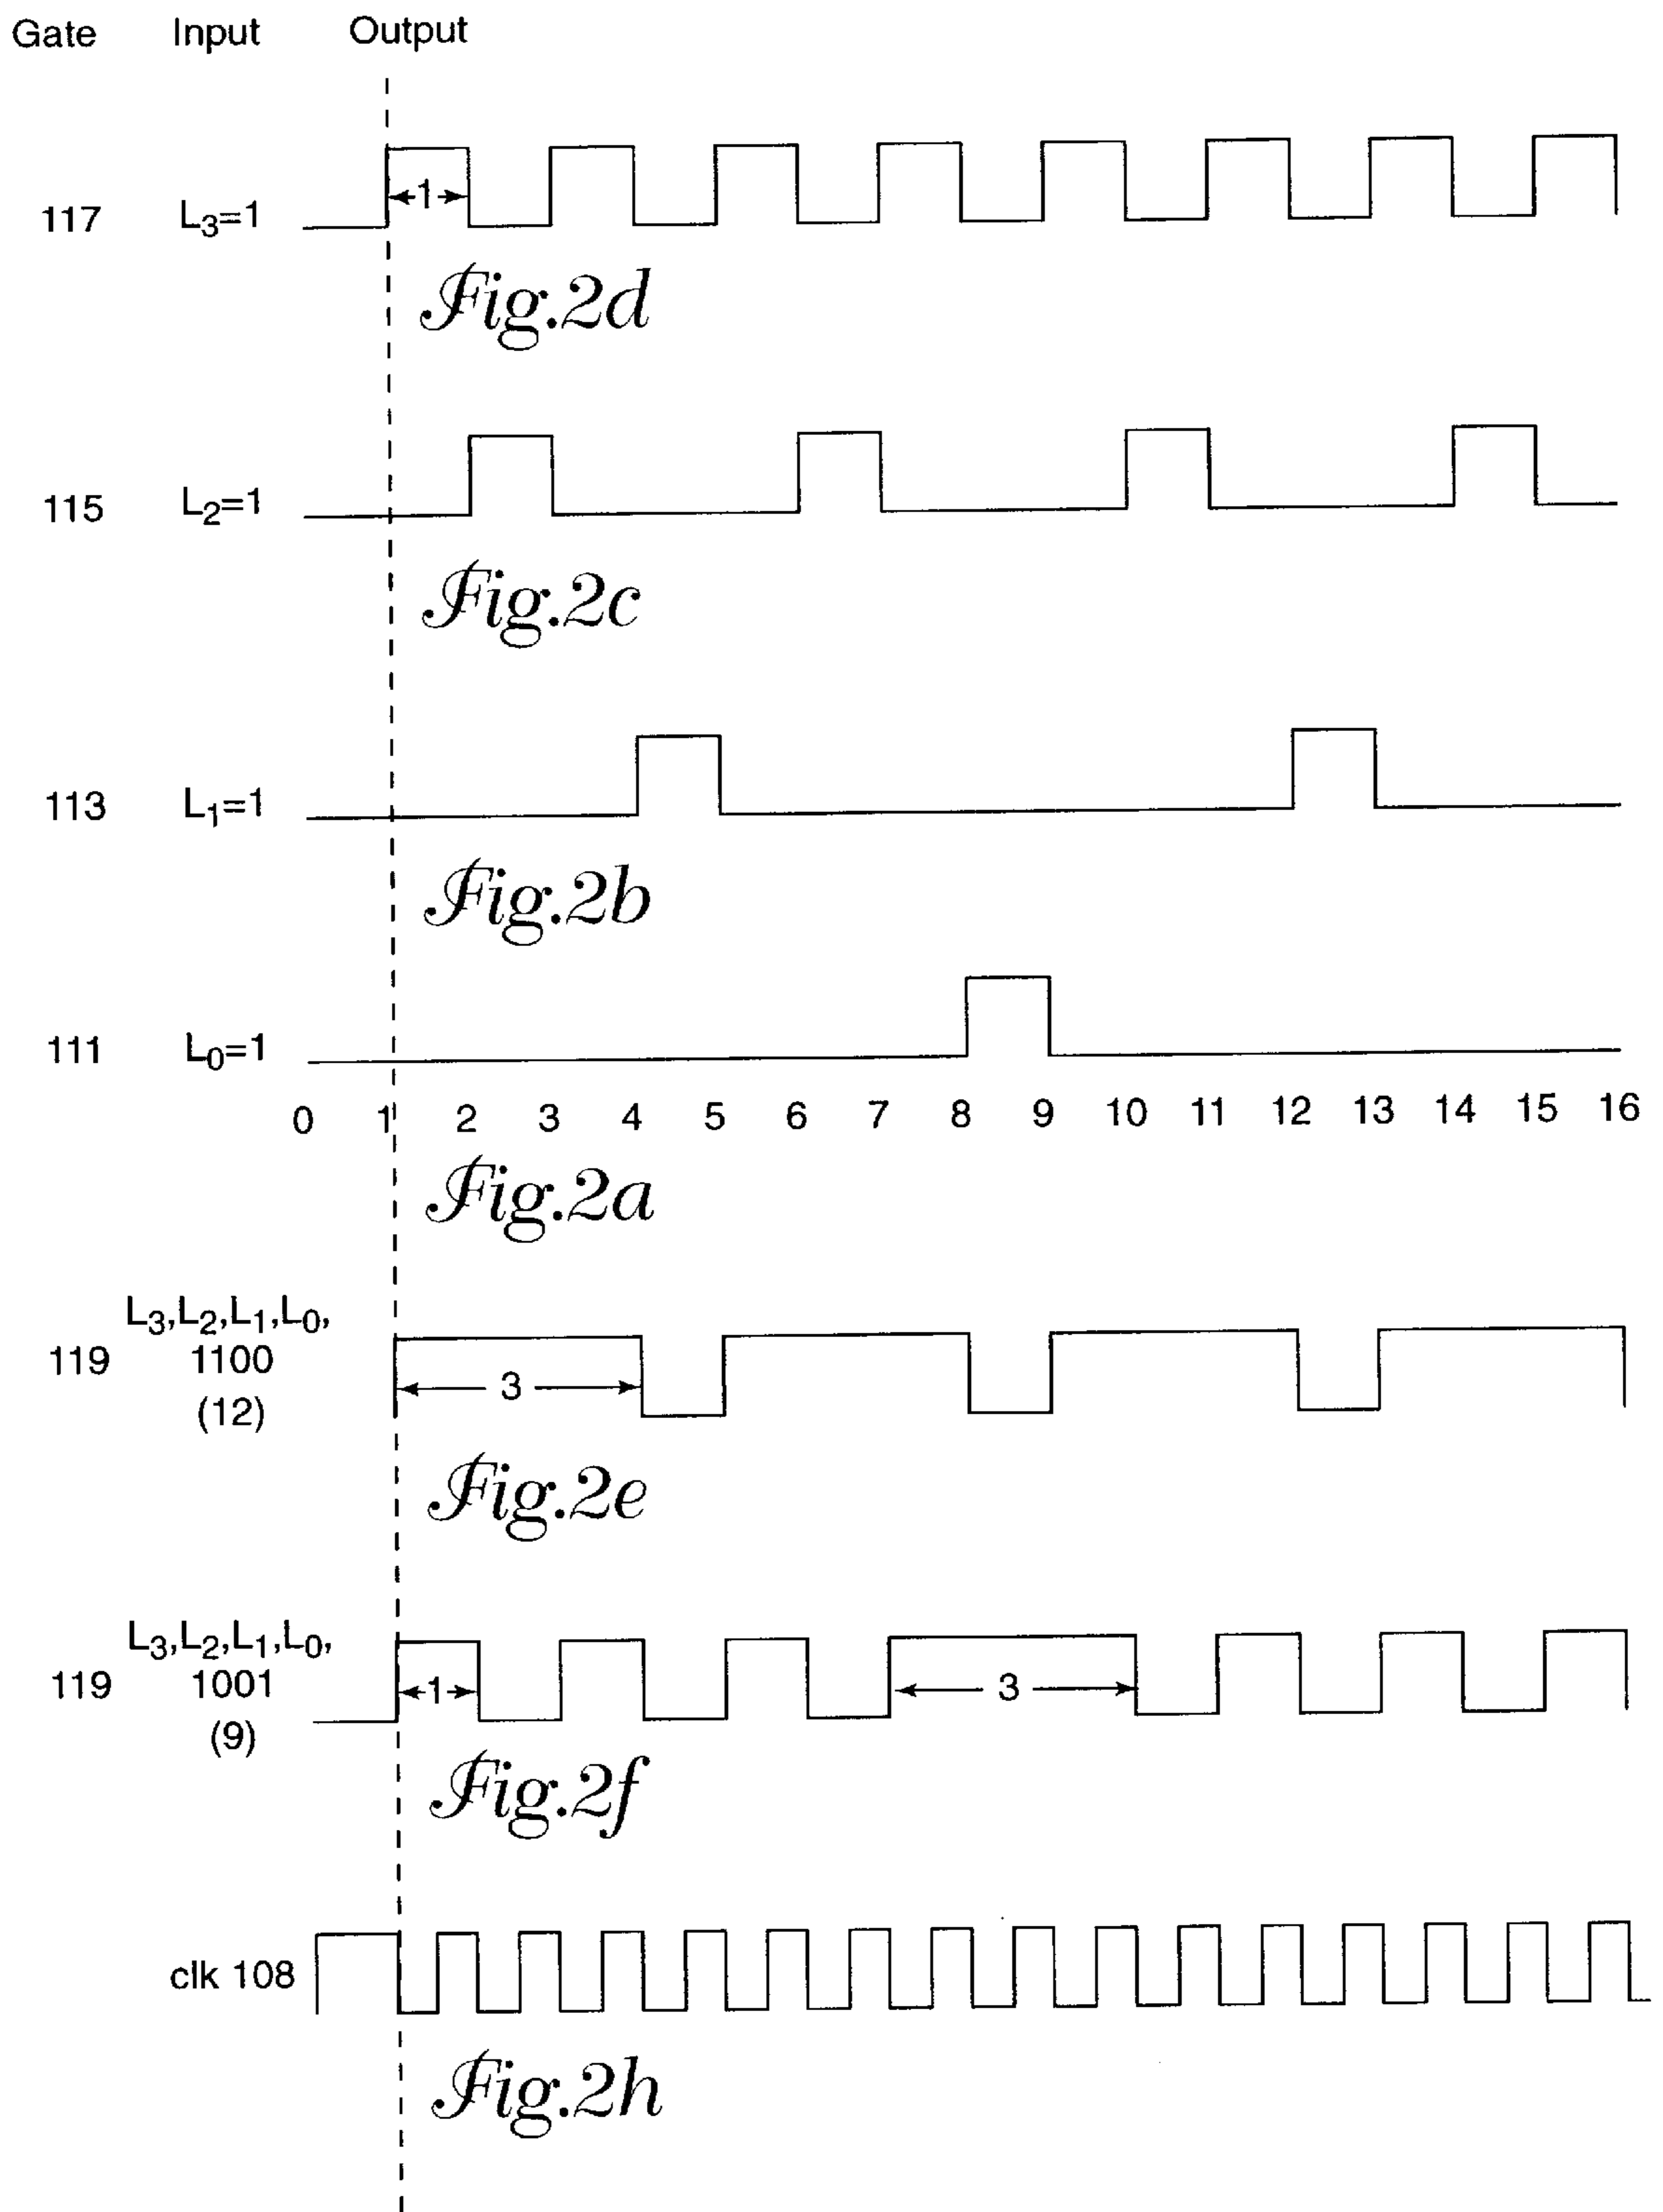 Gate Input Output
1
117 L3=1
Fig.2d
115 L2=1
Fig.2c
113 L1=1
Fig.2b
111 L0=1
0 1 2 3 4 5 6 7 8 9 10 11 12 13 14 15 16
Fig.2a
L3,L2,L1,L0,
119 1100 3
(12)
Fig.2e
L3,L2,L1,L0,
119 1001 1 3
(9)
Fig.2f
clk 108
Fig.2h